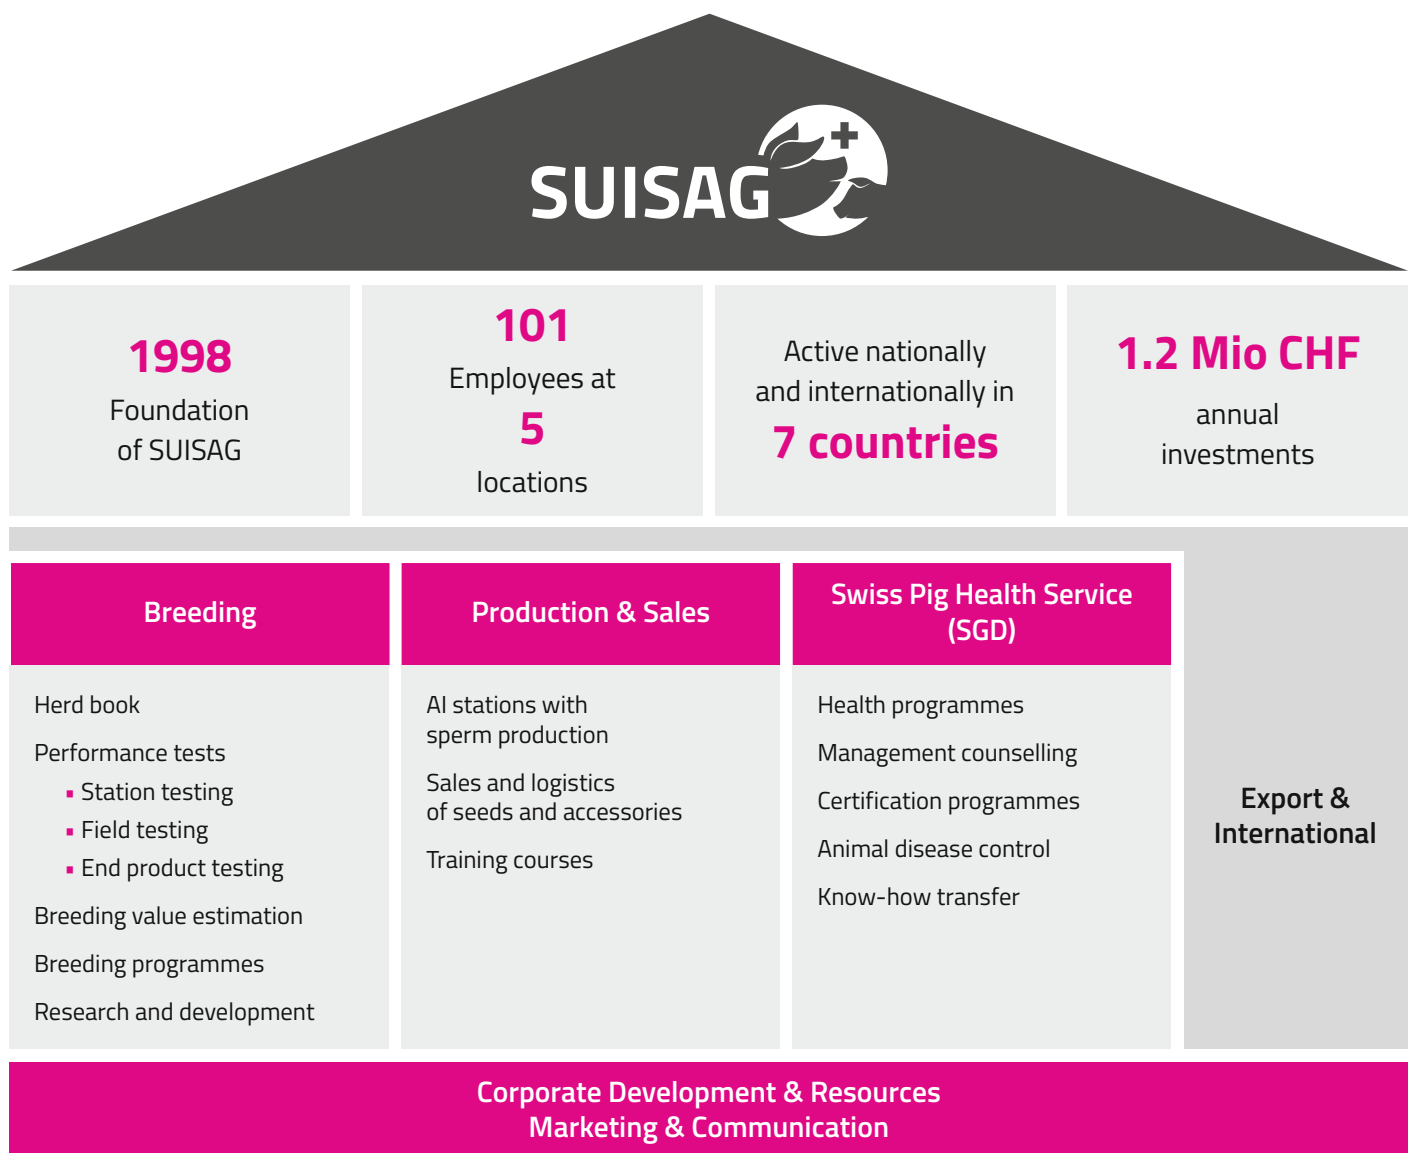 SUISAG
1998
Foundation
of SUISAG
101
Employees at
5
locations
Active nationally
and internationally in
7 countries
1.2 Mio CHF
annual
investments
Breeding
Herd book
Performance tests
▪ Station testing
▪ Field testing
▪ End product testing
Breeding value estimation
Breeding programmes
Research and development
Production & Sales
AI stations with
sperm production
Sales and logistics
of seeds and accessories
Training courses
Swiss Pig Health Service
(SGD)
Health programmes
Management counselling
Certification programmes
Animal disease control
Know-how transfer
Export &
International
Corporate Development & Resources
Marketing & Communication